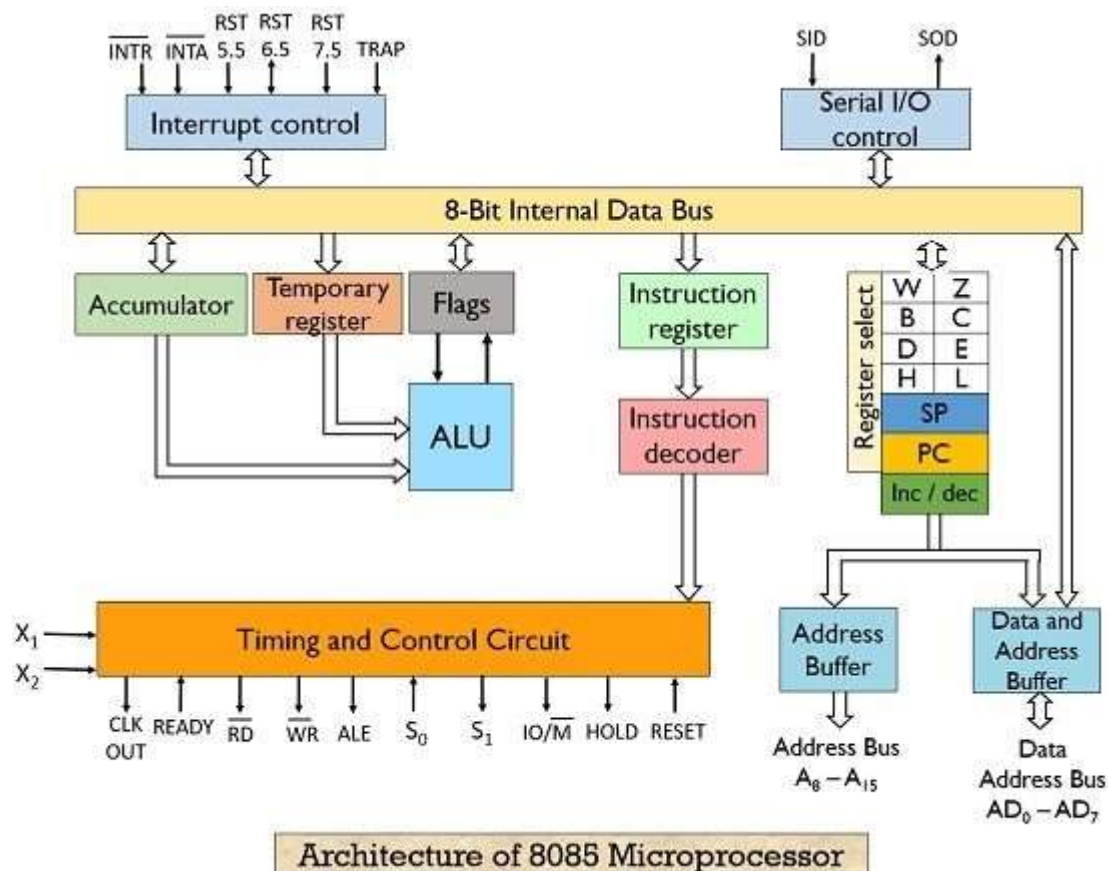 RST RST RST
INTR INTA 5.5 6.5 7.5 TRAP
SID SOD
Interrupt control
Serial I/O
control
8-Bit Internal Data Bus
Accumulator
Temporary
register
Flags
Instruction
register
Register select
W Z
B C
D E
H L
SP
PC
Inc / dec
ALU
Instruction
decoder
X₁
X₂
Timing and Control Circuit
Address
Buffer
Data and
Address
Buffer
CLK
OUT
READY
RD
WR
ALE
S₀
S₁
IO/M
HOLD
RESET
Address Bus
A₈ – A₁₅
Data
Address Bus
AD₀ – AD₇
Architecture of 8085 Microprocessor